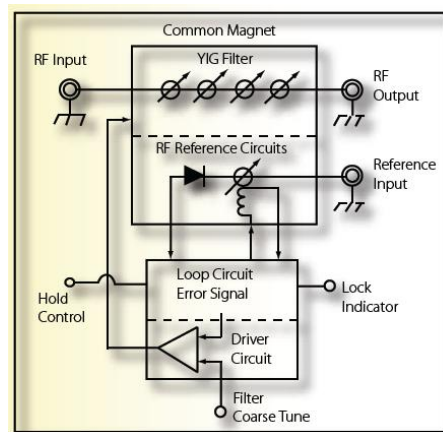 Common Magnet
RF Input
YIG Filter
RF
Output
RF Reference Circuits
Reference
Input
Loop Circuit
Error Signal
Hold
Control
Lock
Indicator
Driver
Circuit
Filter
Coarse Tune